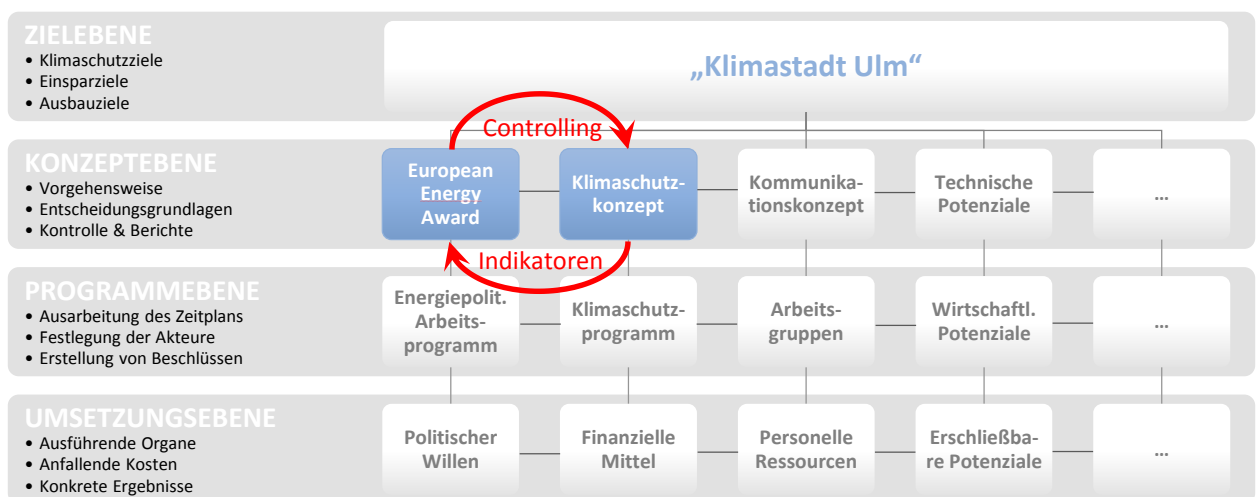 ZIELEBENE
• Klimaschutzziele
• Einsparziele
• Ausbauziele
„Klimastadt Ulm“
Controlling
KONZEPTEBENE
• Vorgehensweise
• Entscheidungsgrundlagen
• Kontrolle & Berichte
European
Energy
Award
Klimaschutz-
konzept
Kommunika-
tionskonzept
Technische
Potenziale
...
Indikatoren
PROGRAMMEBENE
• Ausarbeitung des Zeitplans
• Festlegung der Akteure
• Erstellung von Beschlüssen
Energiepolit.
Arbeits-
programm
Klimaschutz-
programm
Arbeits-
gruppen
Wirtschaftl.
Potenziale
...
UMSETZUNGSEBENE
• Ausführende Organe
• Anfallende Kosten
• Konkrete Ergebnisse
Politischer
Willen
Finanzielle
Mittel
Personelle
Ressourcen
Erschließba-
re Potenziale
...